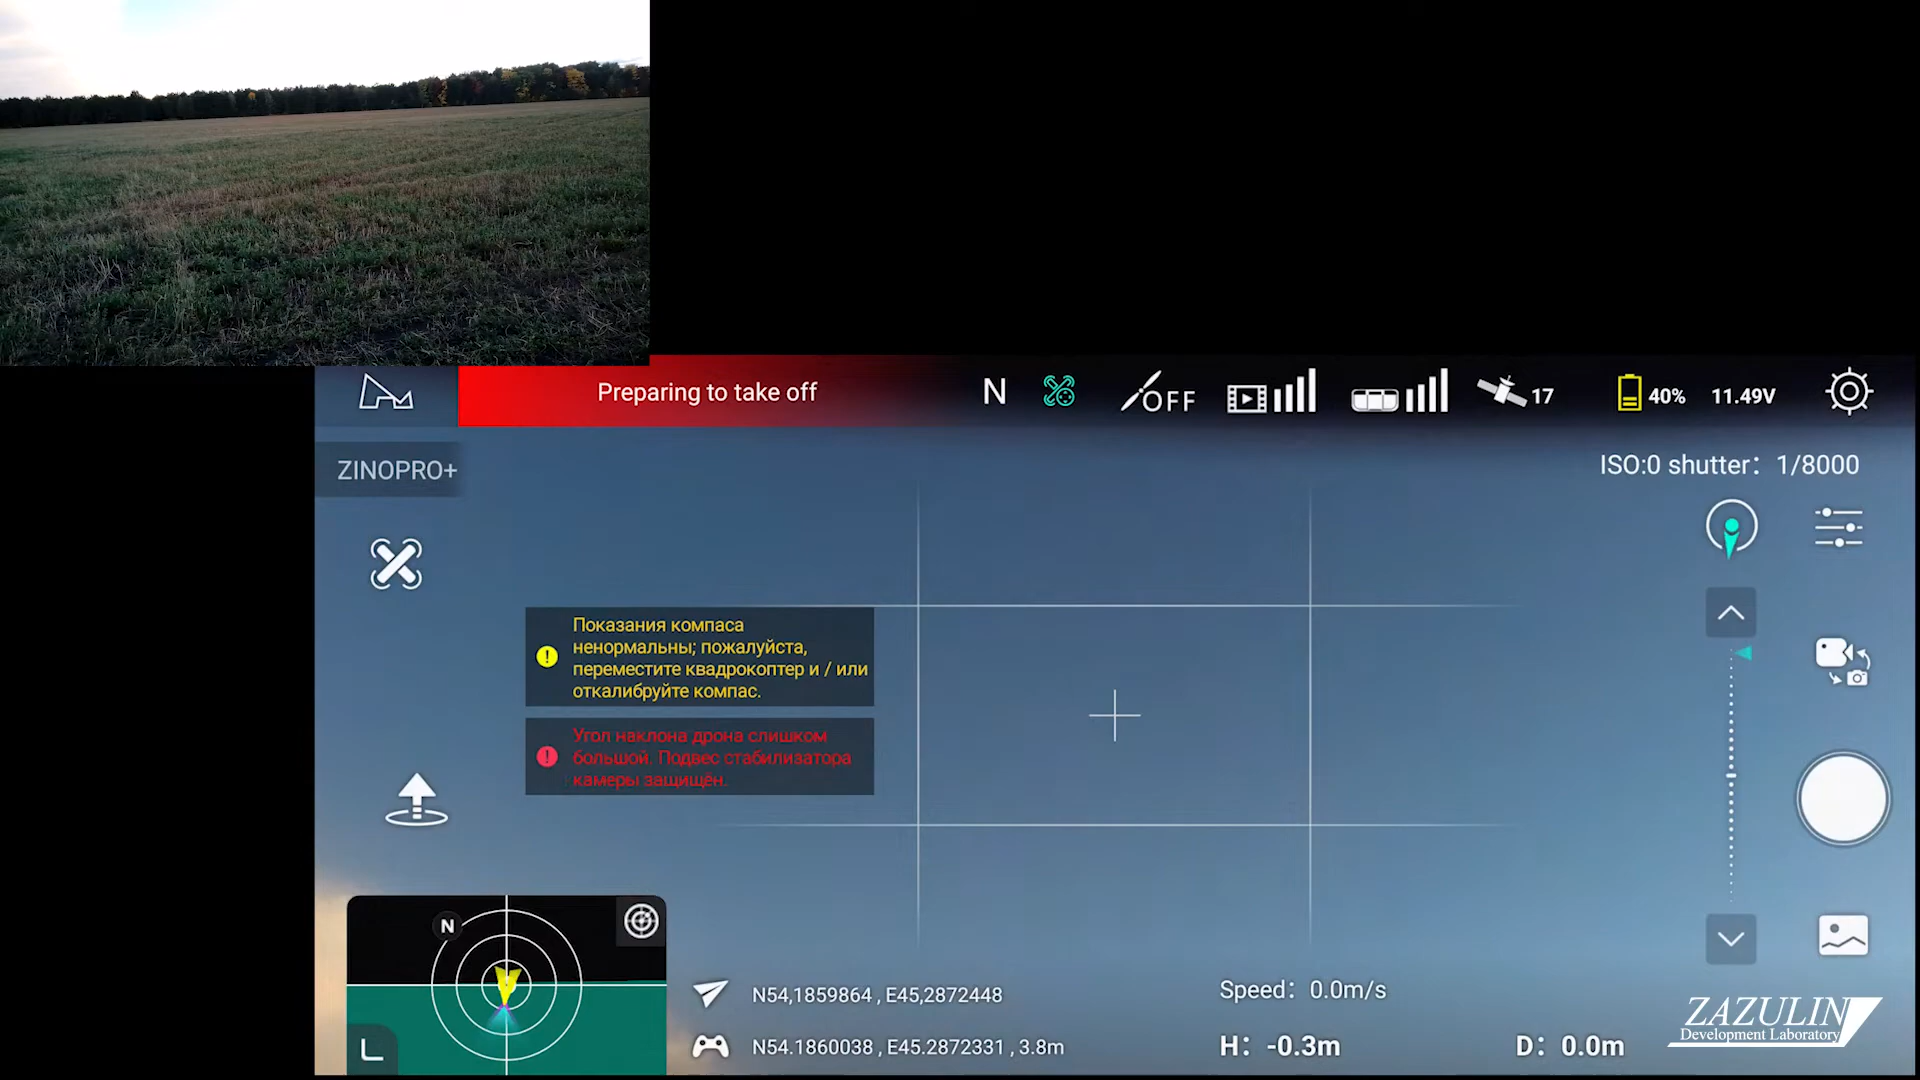 Preparing to take off
N
OFF
17
40%
11.49V
ZINOPRO+
ISO:0 shutter: 1/8000
Показания компаса
ненормальны; пожалуйста,
переместите квадрокоптер и / или
откалибруйте компас.
Угол наклона дрона слишком
большой. Подвес стабилизатора
камеры защищён.
N
N54,1859864 , E45,2872448
Speed: 0.0m/s
N54.1860038 , E45.2872331 , 3.8m
H: -0.3m
D: 0.0m
ZAZULIN
Development Laboratory